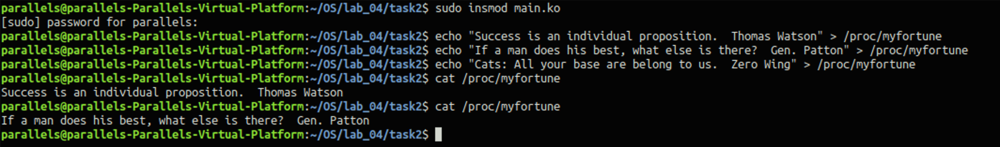 parallels@parallels-Parallels-Virtual-Platform:~/OS/lab_04/task2$ sudo insmod main.ko
[sudo] password for parallels:
parallels@parallels-Parallels-Virtual-Platform:~/OS/lab_04/task2$ echo "Success is an individual proposition.  Thomas Watson" > /proc/myfortune
parallels@parallels-Parallels-Virtual-Platform:~/OS/lab_04/task2$ echo "If a man does his best, what else is there?  Gen. Patton" > /proc/myfortune
parallels@parallels-Parallels-Virtual-Platform:~/OS/lab_04/task2$ echo "Cats: All your base are belong to us.  Zero Wing" > /proc/myfortune
parallels@parallels-Parallels-Virtual-Platform:~/OS/lab_04/task2$ cat /proc/myfortune
Success is an individual proposition.  Thomas Watson
parallels@parallels-Parallels-Virtual-Platform:~/OS/lab_04/task2$ cat /proc/myfortune
If a man does his best, what else is there?  Gen. Patton
parallels@parallels-Parallels-Virtual-Platform:~/OS/lab_04/task2$